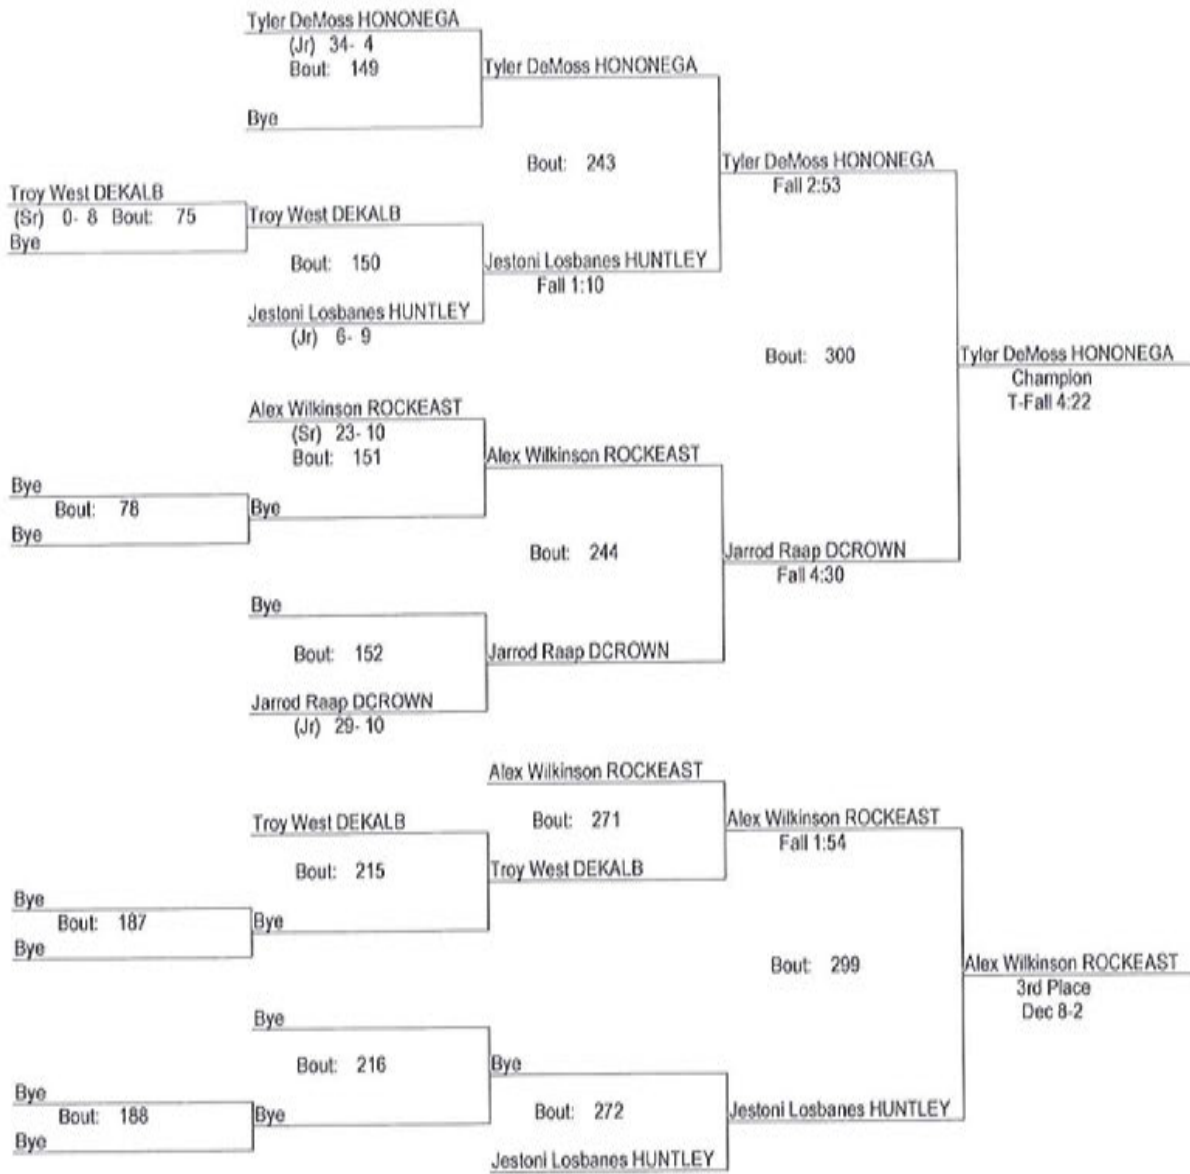 Tyler DeMoss HONONEGA
(Jr) 34- 4
Bout: 149
Tyler DeMoss HONONEGA
Bye
Bout: 243
Tyler DeMoss HONONEGA
Fall 2:53
Troy West DEKALB
(Sr) 0- 8 Bout: 75
Bye
Troy West DEKALB
Bout: 150
Jestoni Losbanes HUNTLEY
Fall 1:10
Jestoni Losbanes HUNTLEY
(Jr) 6- 9
Bout: 300
Tyler DeMoss HONONEGA
Champion
T-Fall 4:22
Alex Wilkinson ROCKEAST
(Sr) 23- 10
Bout: 151
Alex Wilkinson ROCKEAST
Bye
Bout: 78
Bye
Bye
Bout: 244
Jarrod Raap DCROWN
Fall 4:30
Bye
Bout: 152
Jarrod Raap DCROWN
Jarrod Raap DCROWN
(Jr) 29- 10
Alex Wilkinson ROCKEAST
Bout: 271
Alex Wilkinson ROCKEAST
Fall 1:54
Troy West DEKALB
Bout: 215
Troy West DEKALB
Bye
Bout: 187
Bye
Bye
Bout: 299
Alex Wilkinson ROCKEAST
3rd Place
Dec 8-2
Bye
Bout: 216
Bye
Bye
Bout: 188
Bye
Bye
Bout: 272
Jestoni Losbanes HUNTLEY
Jestoni Losbanes HUNTLEY